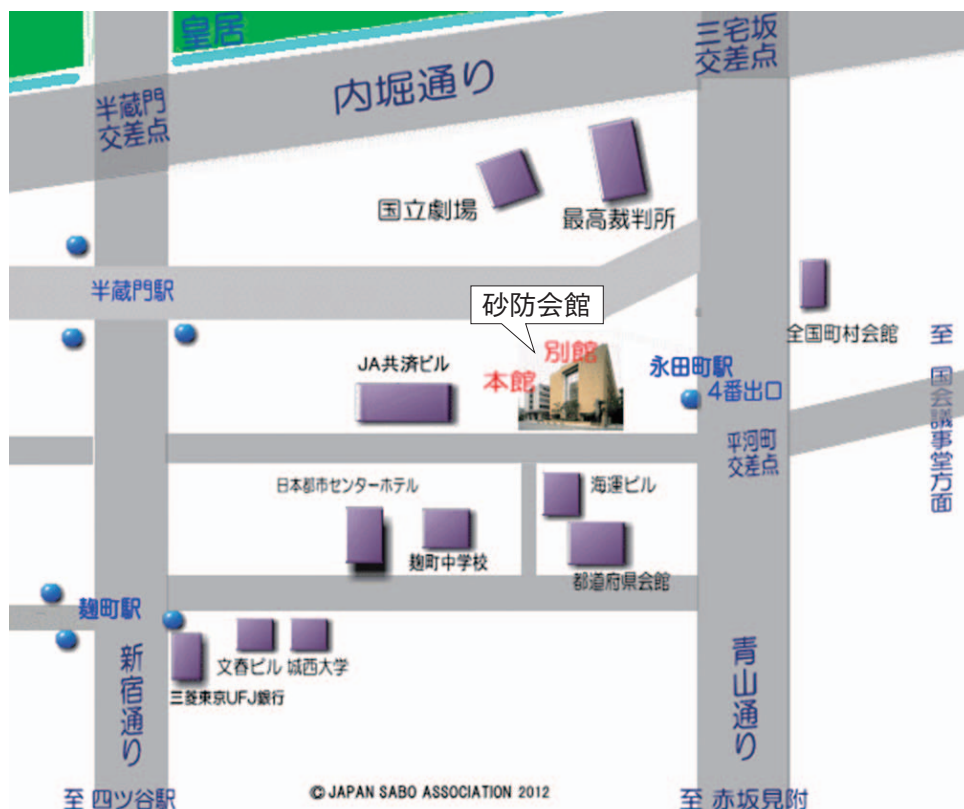 皇居
三宅坂
交差点
内堀通り
半蔵門
交差点
国立劇場
最高裁判所
半蔵門駅
全国町村会館
砂防会館
別館
本館
JA共済ビル
永田町駅
4番出口
至 国会議事堂方面
平河町
交差点
日本都市センターホテル
海運ビル
麹町中学校
都道府県会館
麹町駅
文春ビル
城西大学
三菱東京UFJ銀行
新宿通り
青山通り
至 四ツ谷駅
© JAPAN SABO ASSOCIATION 2012
至 赤坂見附